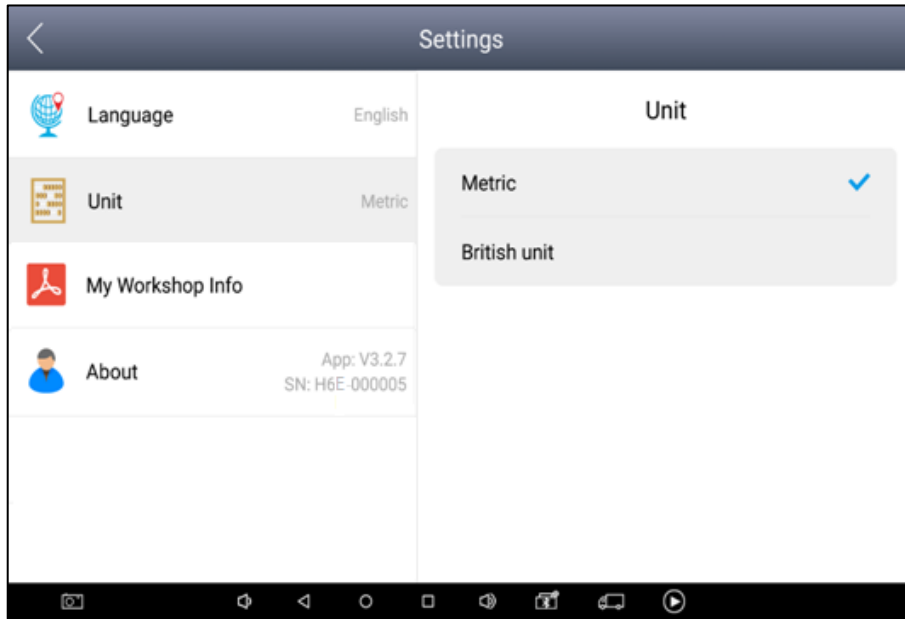 Settings
Language English
Unit Metric
My Workshop Info
About App: V3.2.7
SN: H6E-000005
Unit
Metric
British unit